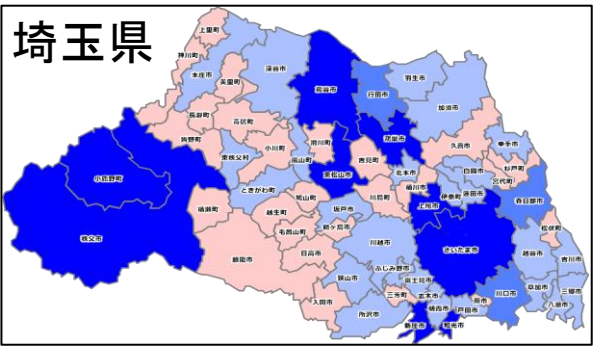 埼玉県
上里町
神川町
本庄市
美里町
深谷市
熊谷市
行田市
羽生市
加須市
長瀞町
寄居町
皆野町
小川町
滑川町
嵐山町
東秩父村
吉見町
鴻巣市
久喜市
幸手市
杉戸町
宮代町
白岡市
蓮田市
伊奈町
北本市
桶川市
上尾市
春日部市
小鹿野町
秩父市
横瀬町
ときがわ町
東松山市
鳩山町
川島町
越生町
毛呂山町
坂戸市
鶴ヶ島市
日高市
飯能市
川越市
さいたま市
狭山市
ふじみ野市
富士見市
入間市
三芳町
志木市
所沢市
新座市
朝霞市
和光市
戸田市
蕨市
川口市
越谷市
松伏町
吉川市
草加市
三郷市
八潮市